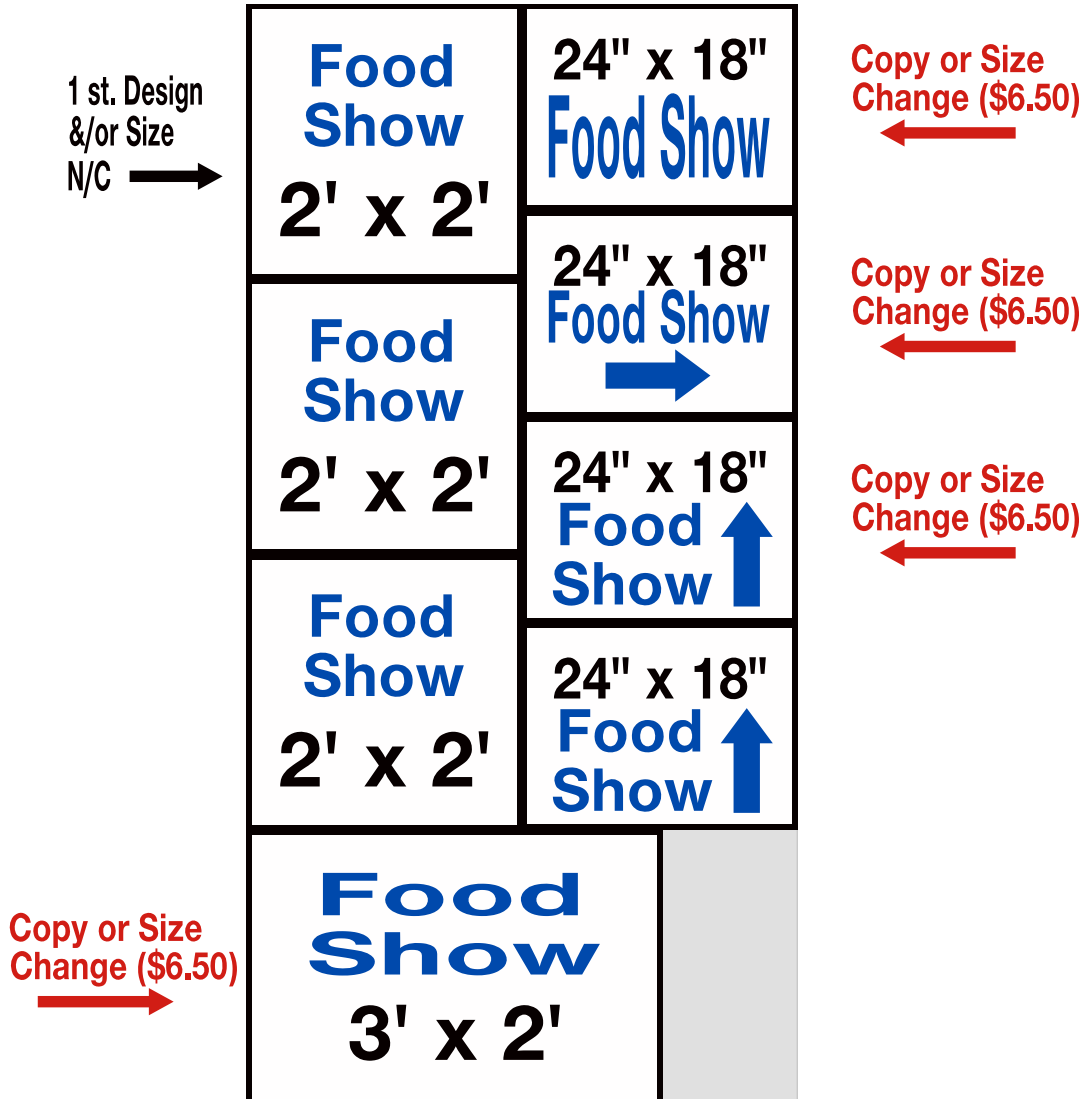 1 st. Design
&/or Size
N/C
Food
Show
2' x 2'
24" x 18"
Food Show
Copy or Size
Change ($6.50)
24" x 18"
Food Show
Copy or Size
Change ($6.50)
Food
Show
2' x 2'
24" x 18"
Food
Show
Copy or Size
Change ($6.50)
Food
Show
2' x 2'
24" x 18"
Food
Show
Copy or Size
Change ($6.50)
Food
Show
3' x 2'